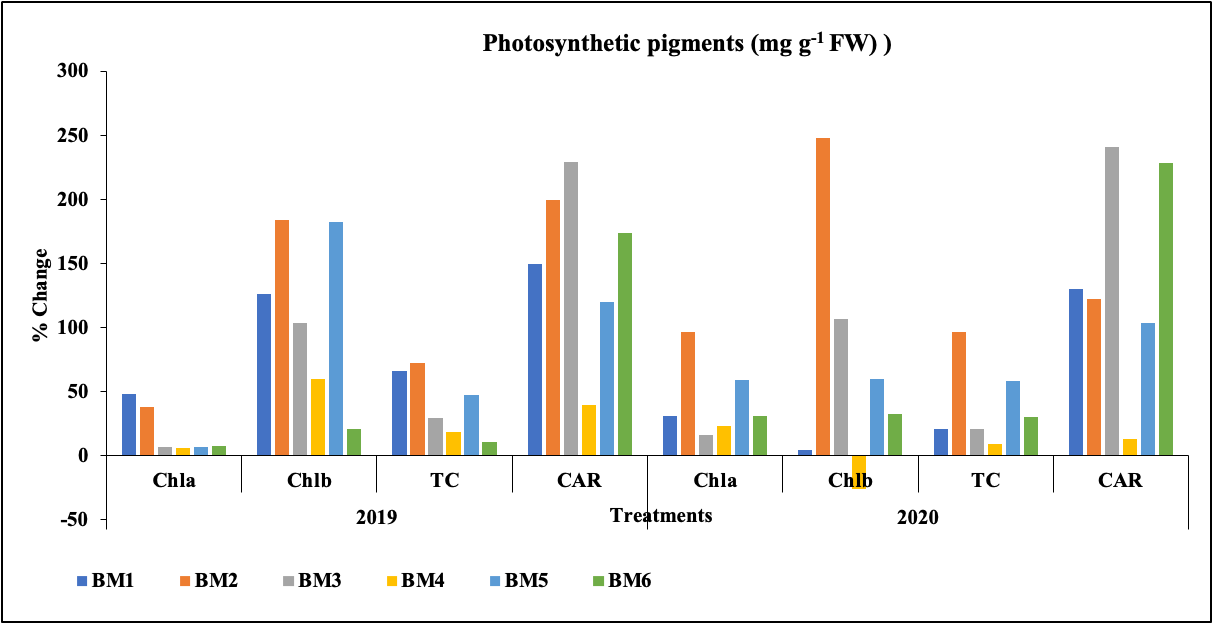 Photosynthetic pigments (mg g-1 FW) )
300
250
200
150
100
50
0
-50
% Change
Chla Chlb TC CAR Chla Chlb TC CAR
2019 Treatments 2020
BM1 BM2 BM3 BM4 BM5 BM6